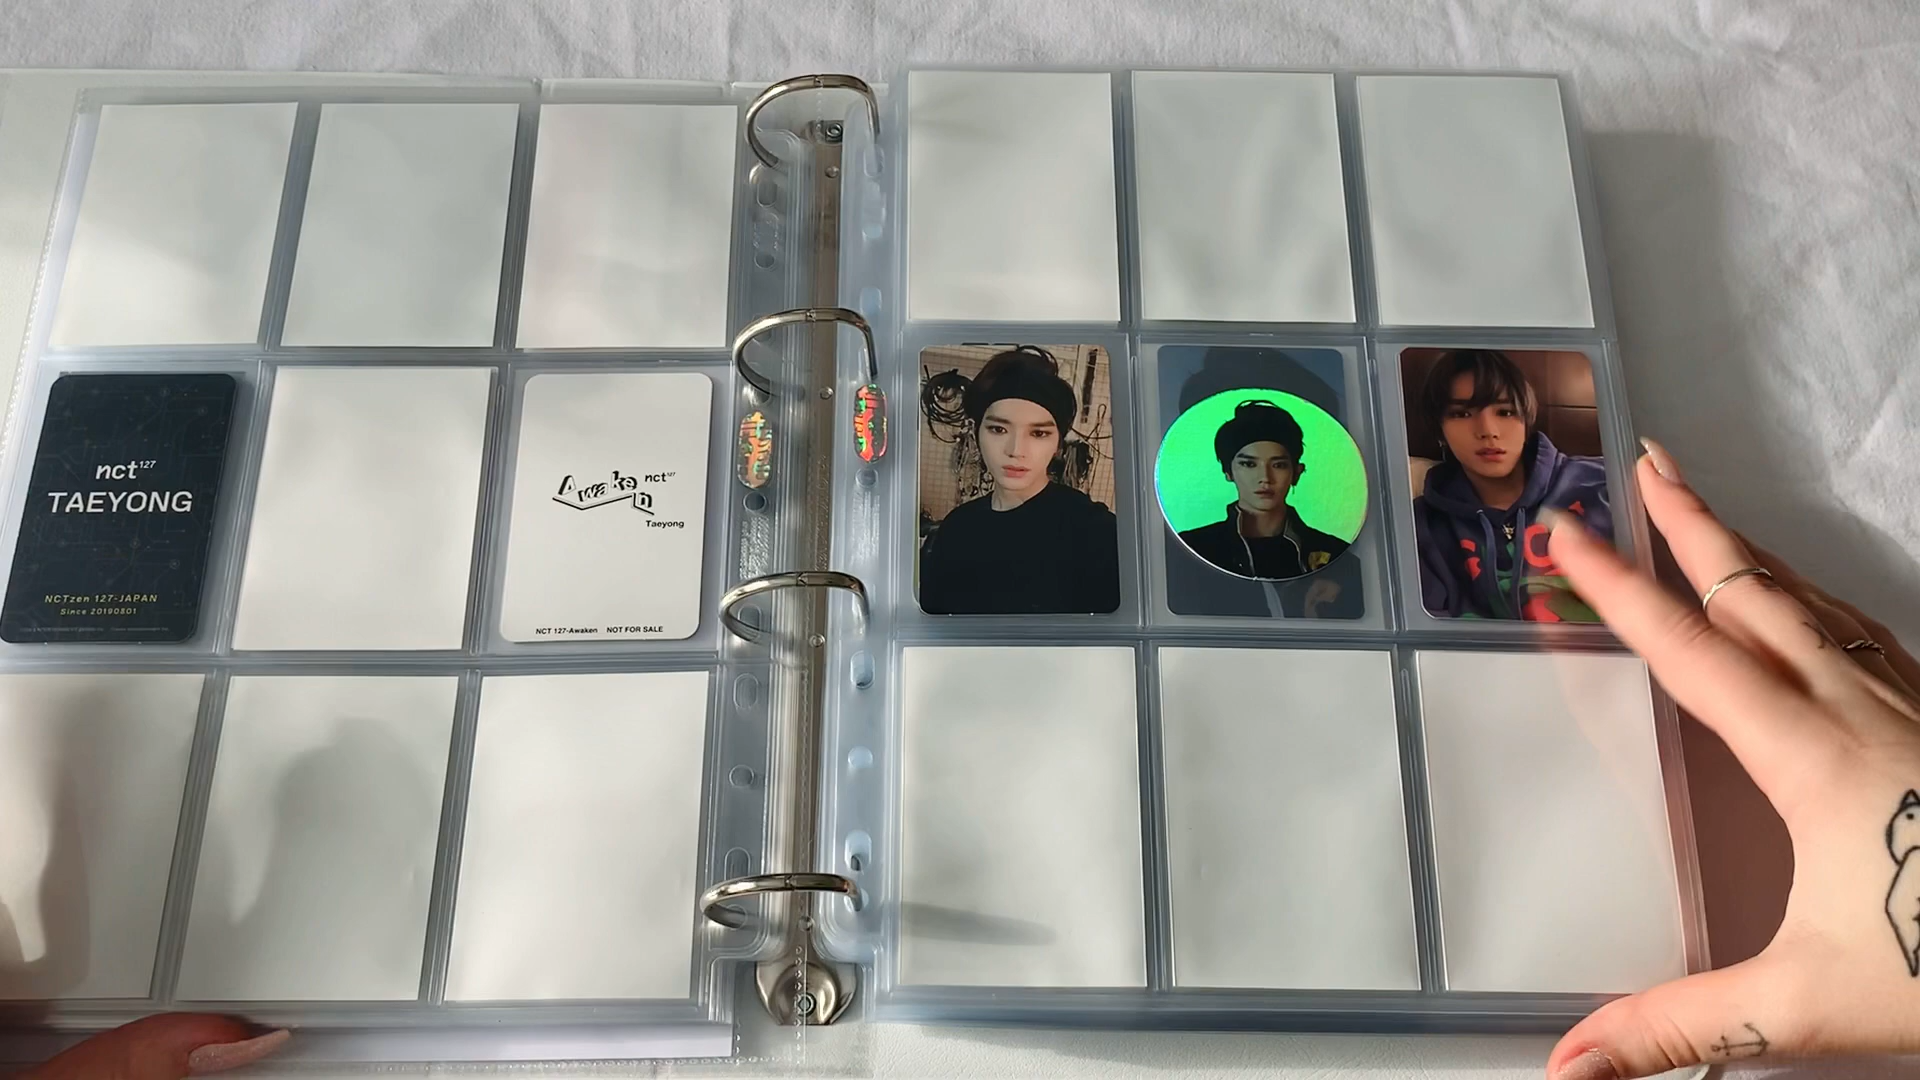 nct127
TAEYONG
NCTzen 127-JAPAN
Since 20190801
Awaken nct127
Taeyong
NCT 127-Awaken NOT FOR SALE